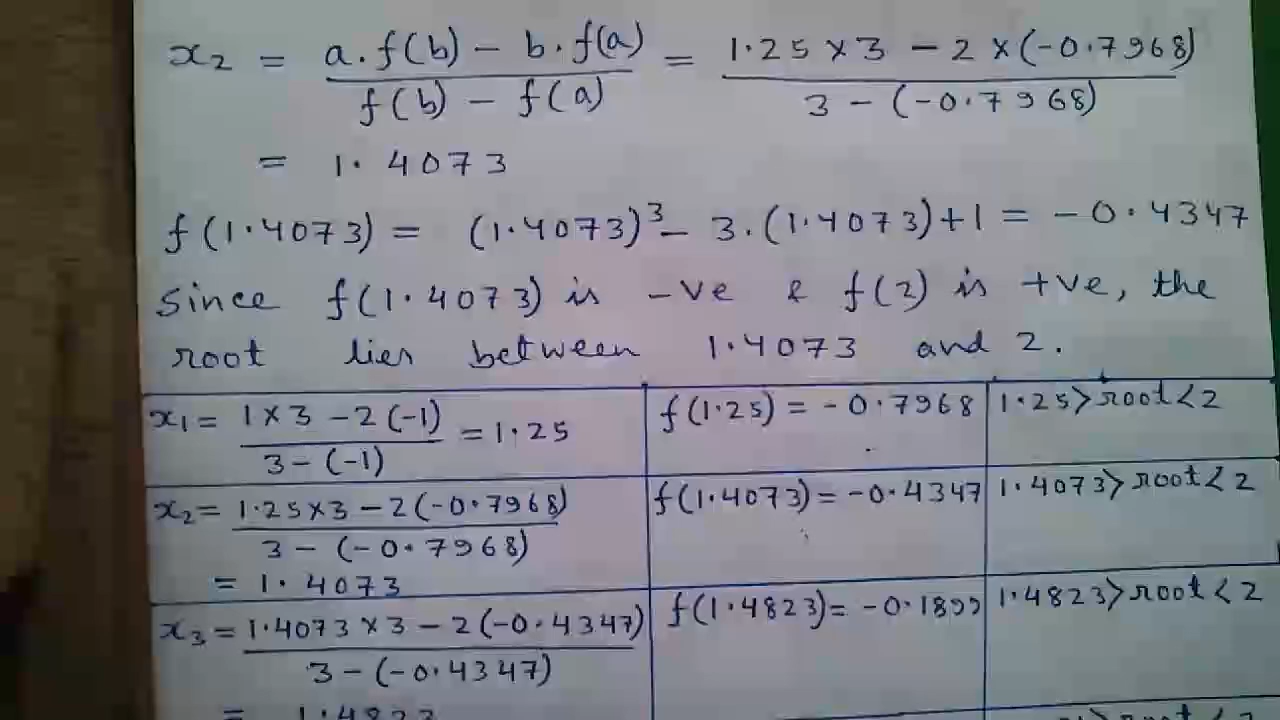 x₂ = a.f(b) - b.f(a) / f(b) - f(a) = 1.25 × 3 - 2 × (-0.7968) / 3 - (-0.7968)
= 1.4073
f(1.4073) = (1.4073)³ - 3.(1.4073)+1 = -0.4347
Since f(1.4073) is -ve & f(2) is +ve, the
root lies between 1.4073 and 2.
x₁ = 1 × 3 - 2(-1) / 3 - (-1) = 1.25 f(1.25) = -0.7968 1.25> root < 2
x₂ = 1.25×3 - 2(-0.7968) / 3 - (-0.7968) f(1.4073) = -0.4347 1.4073> root < 2
= 1.4073
x₃ = 1.4073 × 3 - 2(-0.4347) / 3 - (-0.4347) f(1.4823) = -0.1899 1.4823> root < 2
= 1.4823